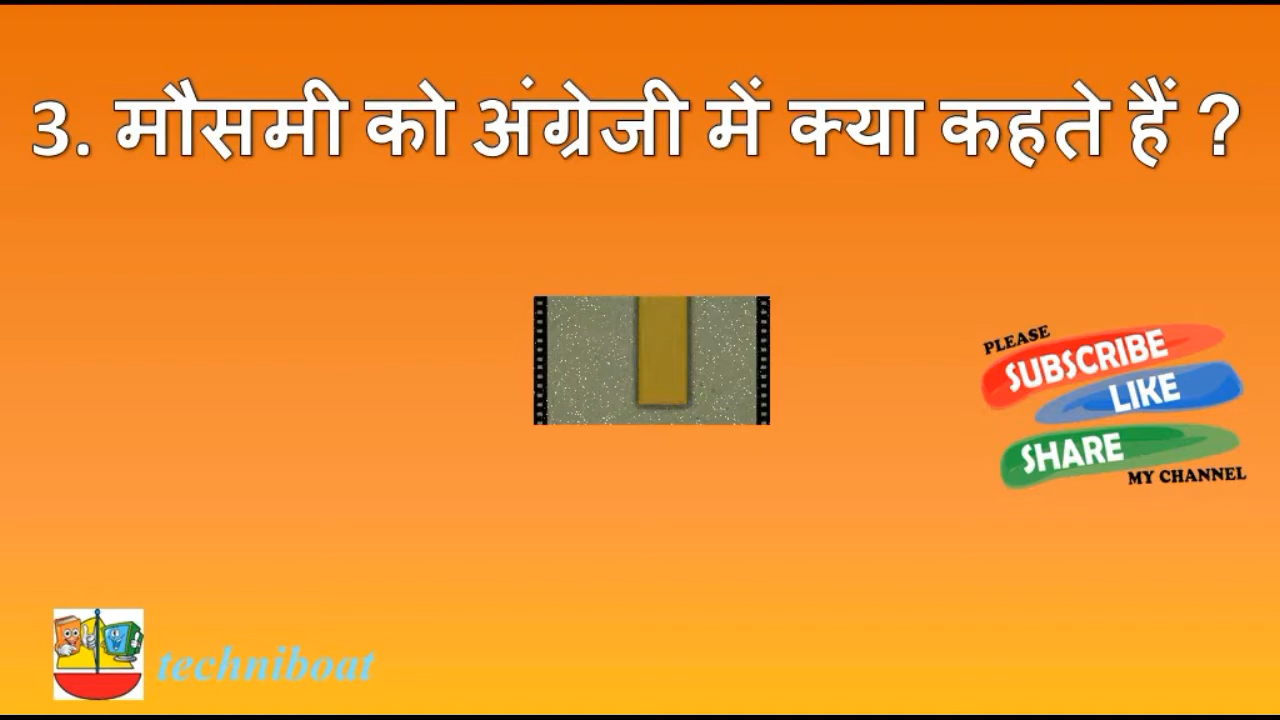 3. मौसमी को अंग्रेजी में क्या कहते हैं ?
PLEASE
SUBSCRIBE
LIKE
SHARE
MY CHANNEL
techniboat